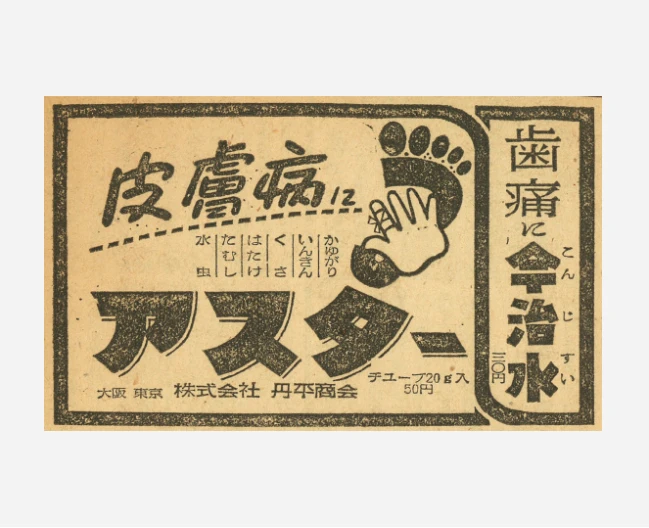 皮膚病に
かゆがり
いんきん
くさ
はたけ
たむし
水虫
アスター
チユーブ20g入
50円
大阪 東京 株式会社 丹平商会
歯痛に
今治水
こんじすい
三〇円